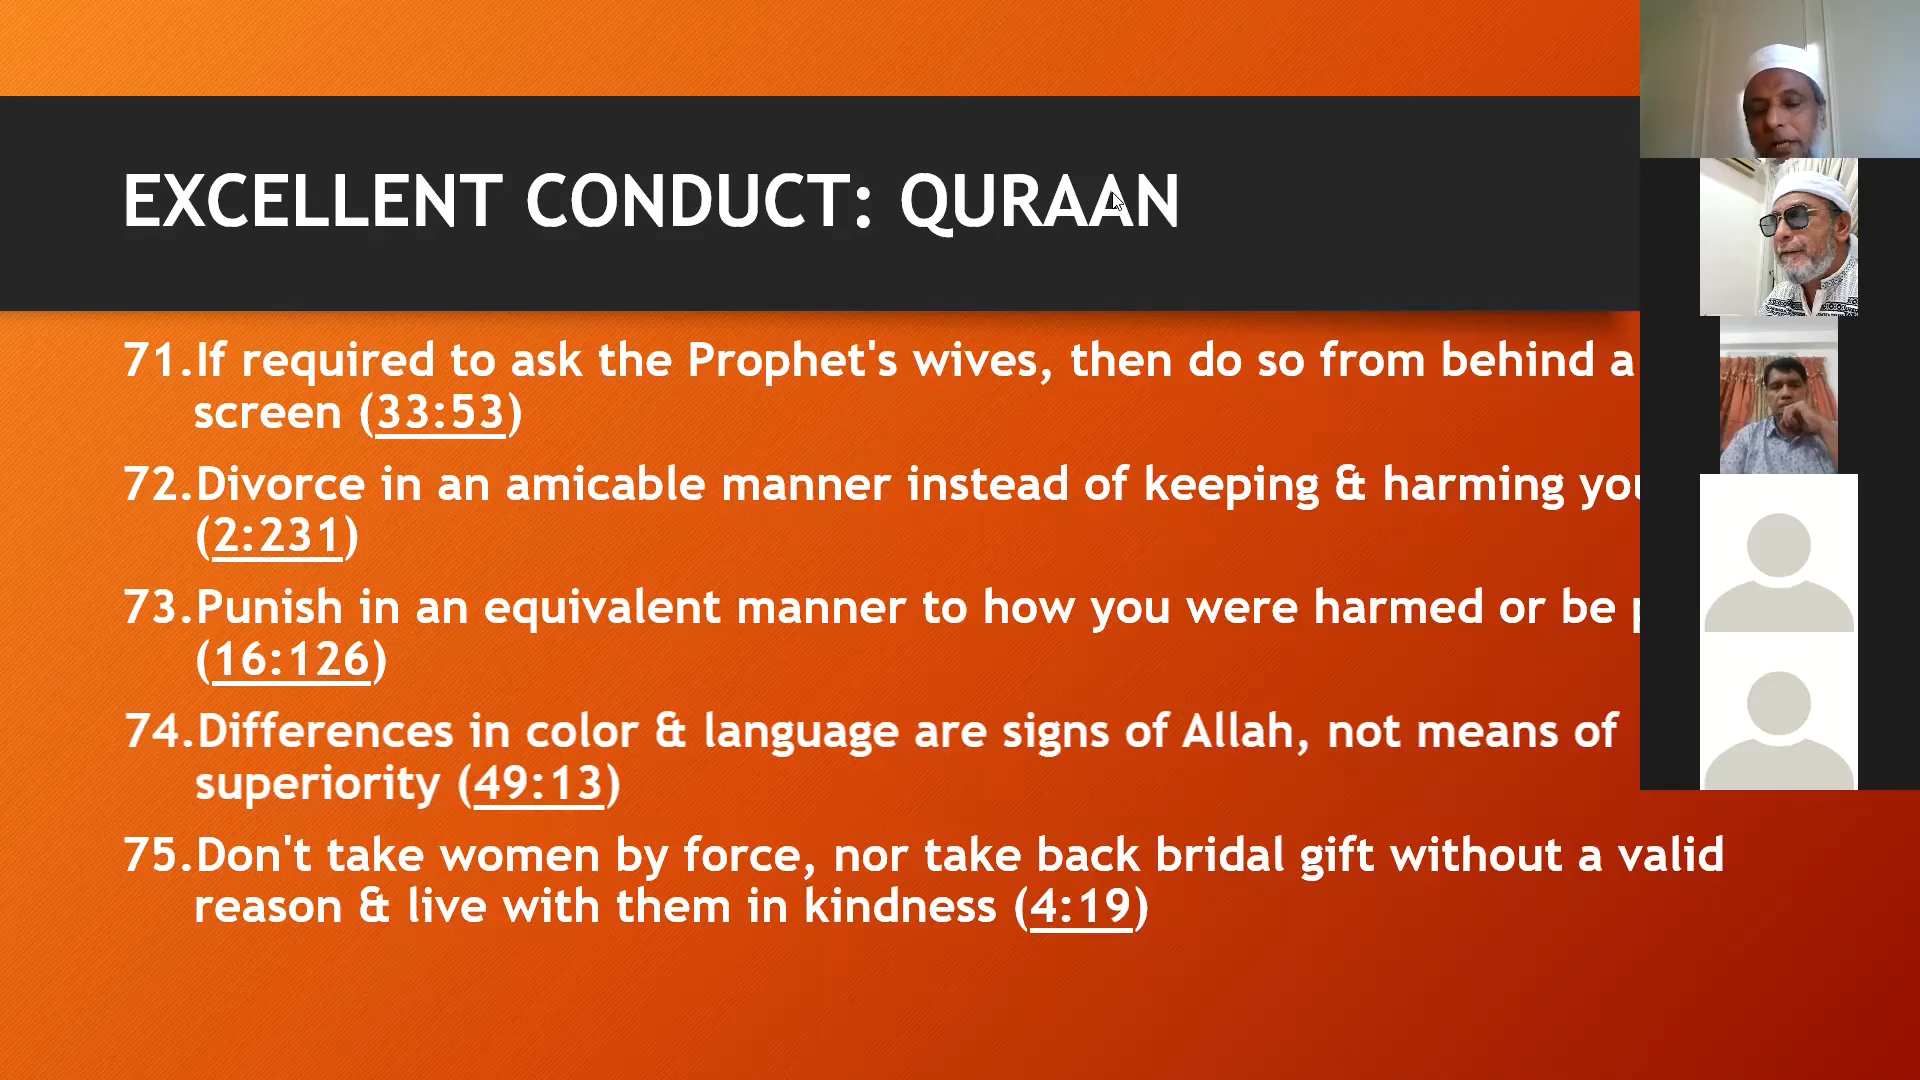 EXCELLENT CONDUCT: QURAAN
71.If required to ask the Prophet's wives, then do so from behind a
screen (33:53)
72.Divorce in an amicable manner instead of keeping & harming
(2:231)
73.Punish in an equivalent manner to how you were harmed or be
(16:126)
74.Differences in color & language are signs of Allah, not means of
superiority (49:13)
75.Don't take women by force, nor take back bridal gift without a valid
reason & live with them in kindness (4:19)